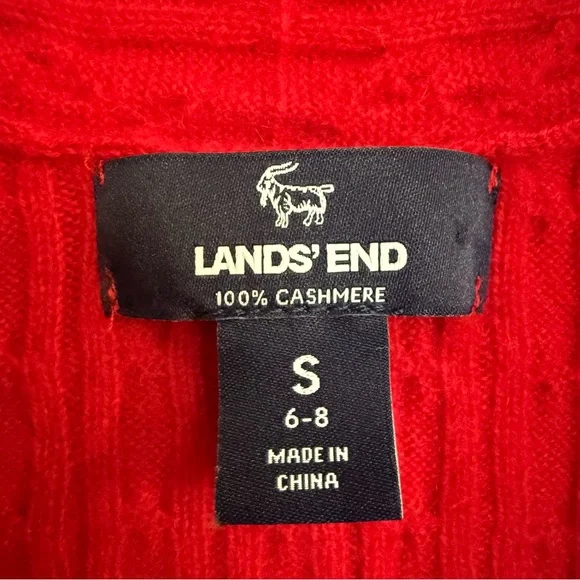 LANDS' END
100% CASHMERE
S
6-8
MADE IN
CHINA